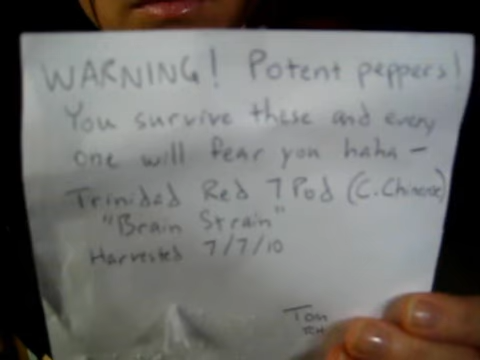 WARNING! Potent peppers!
You survive these and every
one will fear you haha -
Trinidad Red 7 Pod (C. Chinense)
"Brain Strain"
Harvested 7/7/10
Tom